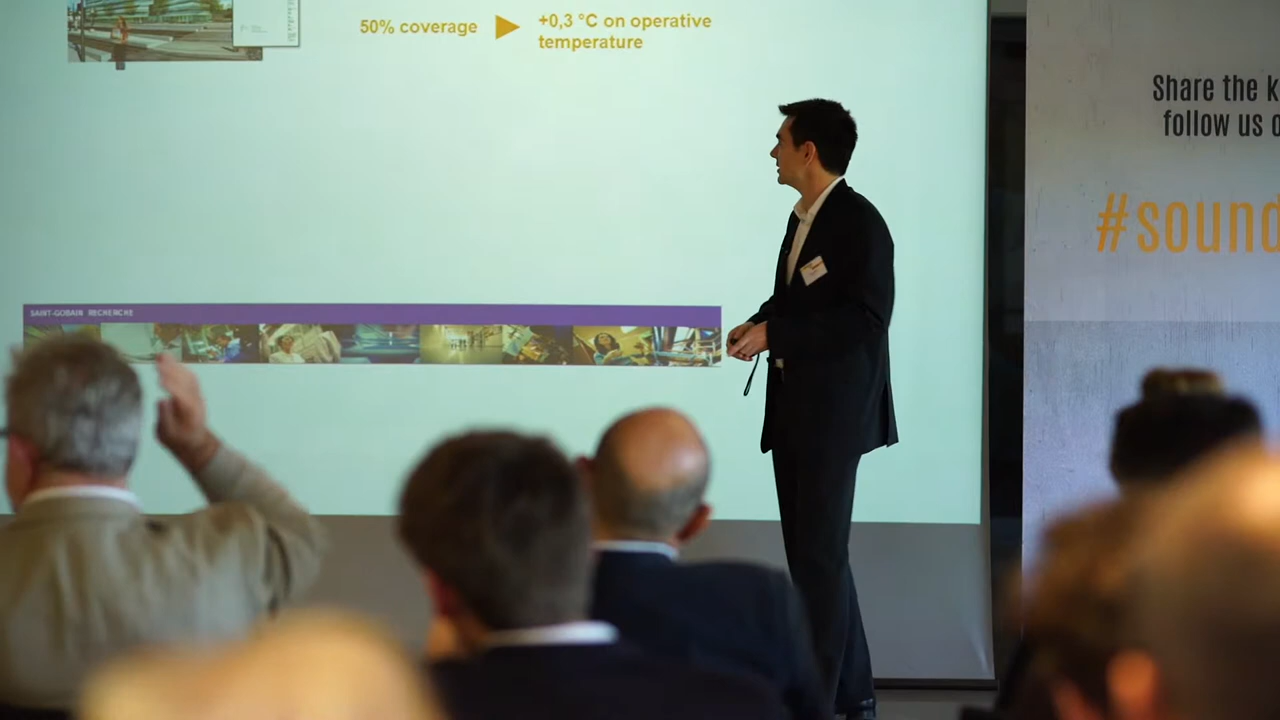 50% coverage
+0,3 °C on operative
temperature
Share the k
follow us o
#sound
SAINT-GOBAIN RECHERCHE